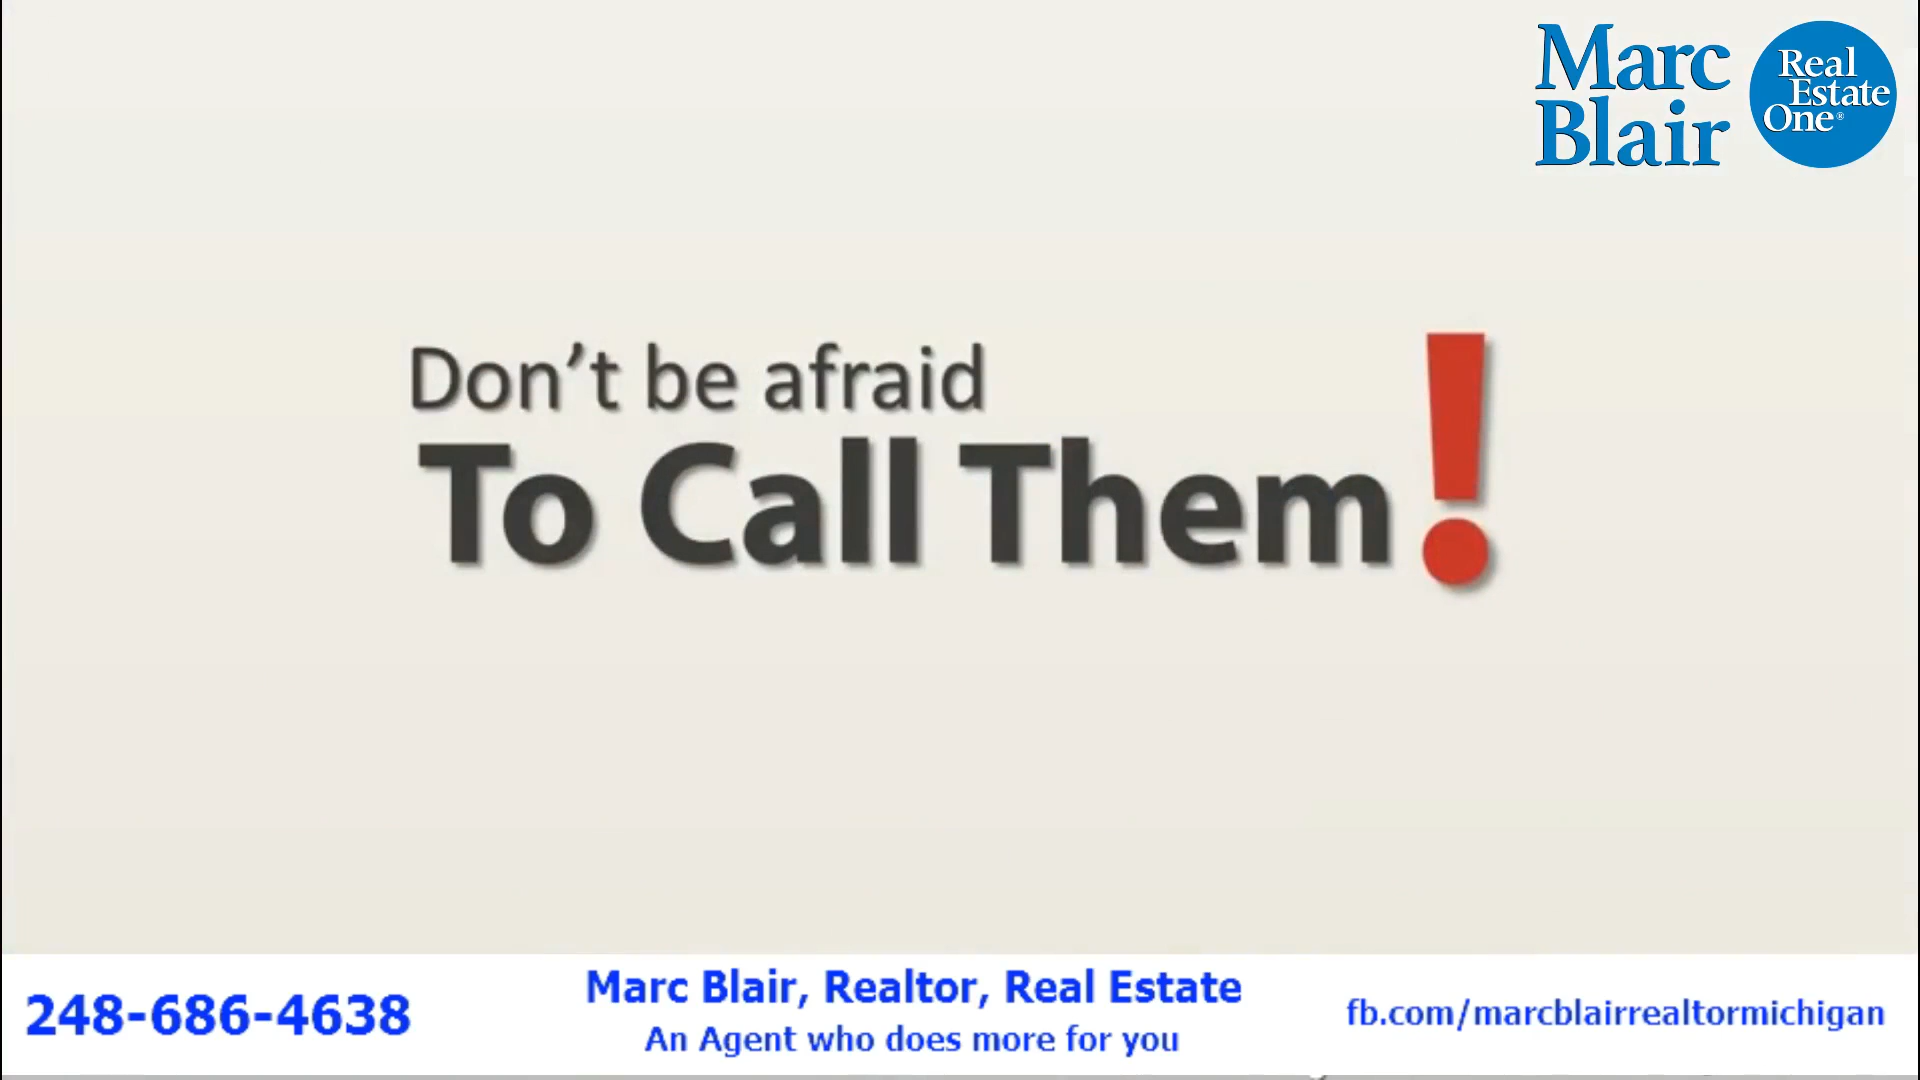 Marc
Blair
Real
Estate
One®
Don't be afraid
To Call Them!
248-686-4638
Marc Blair, Realtor, Real Estate
An Agent who does more for you
fb.com/marcblairrealtormichigan